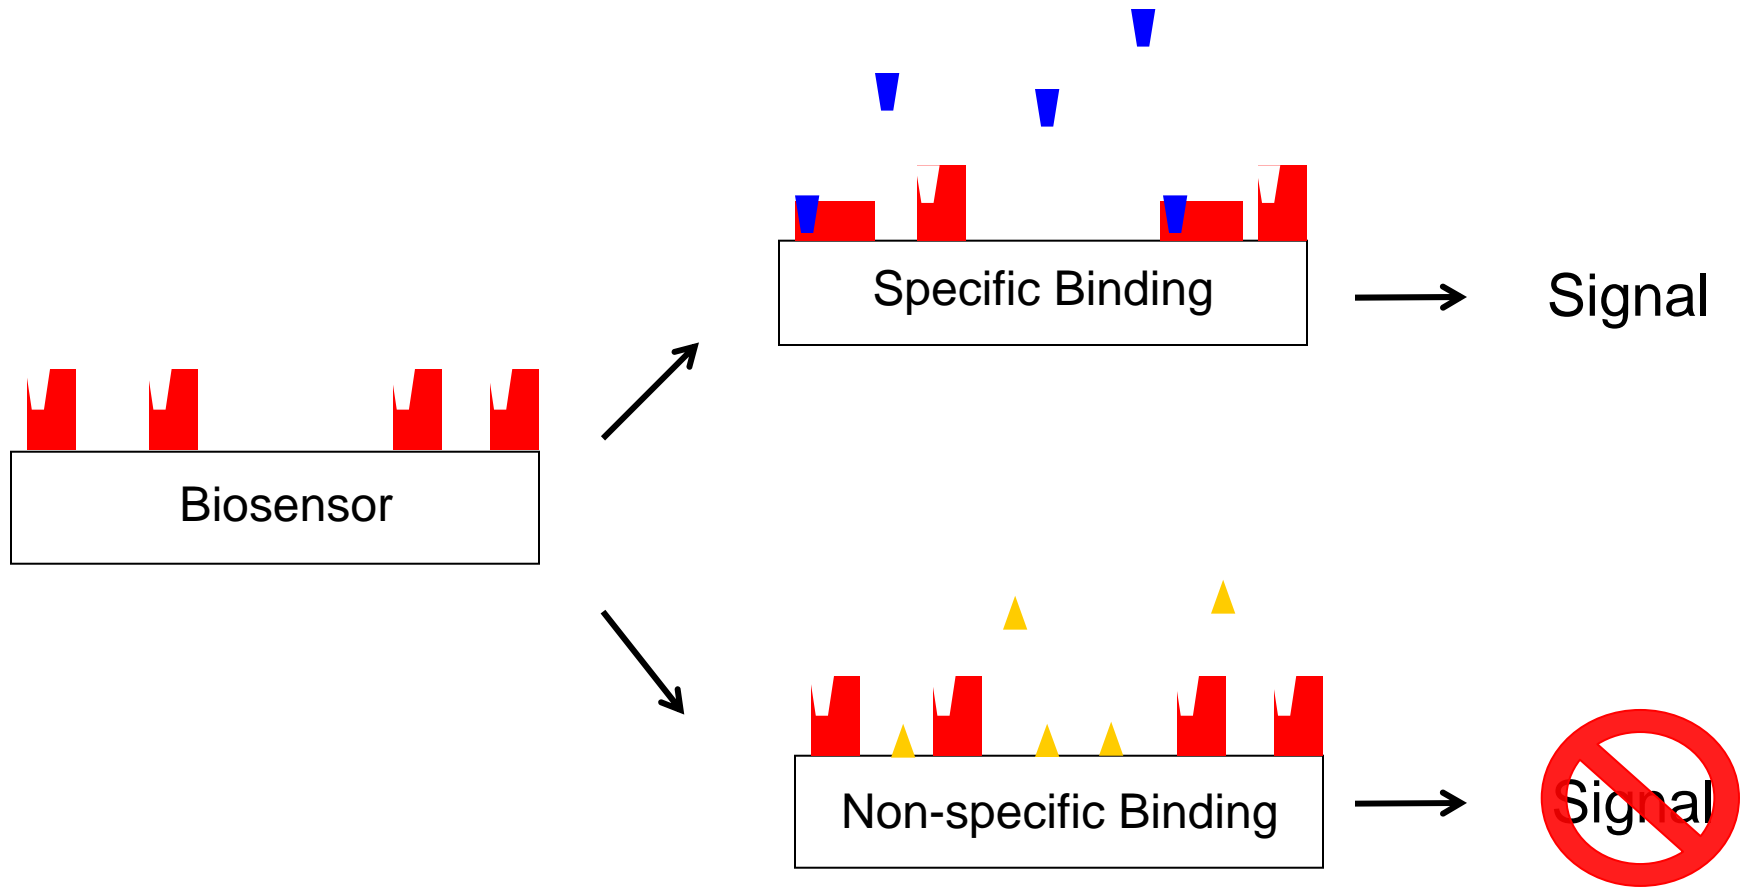 Specific Binding
Signal
Biosensor
Non-specific Binding
Signal